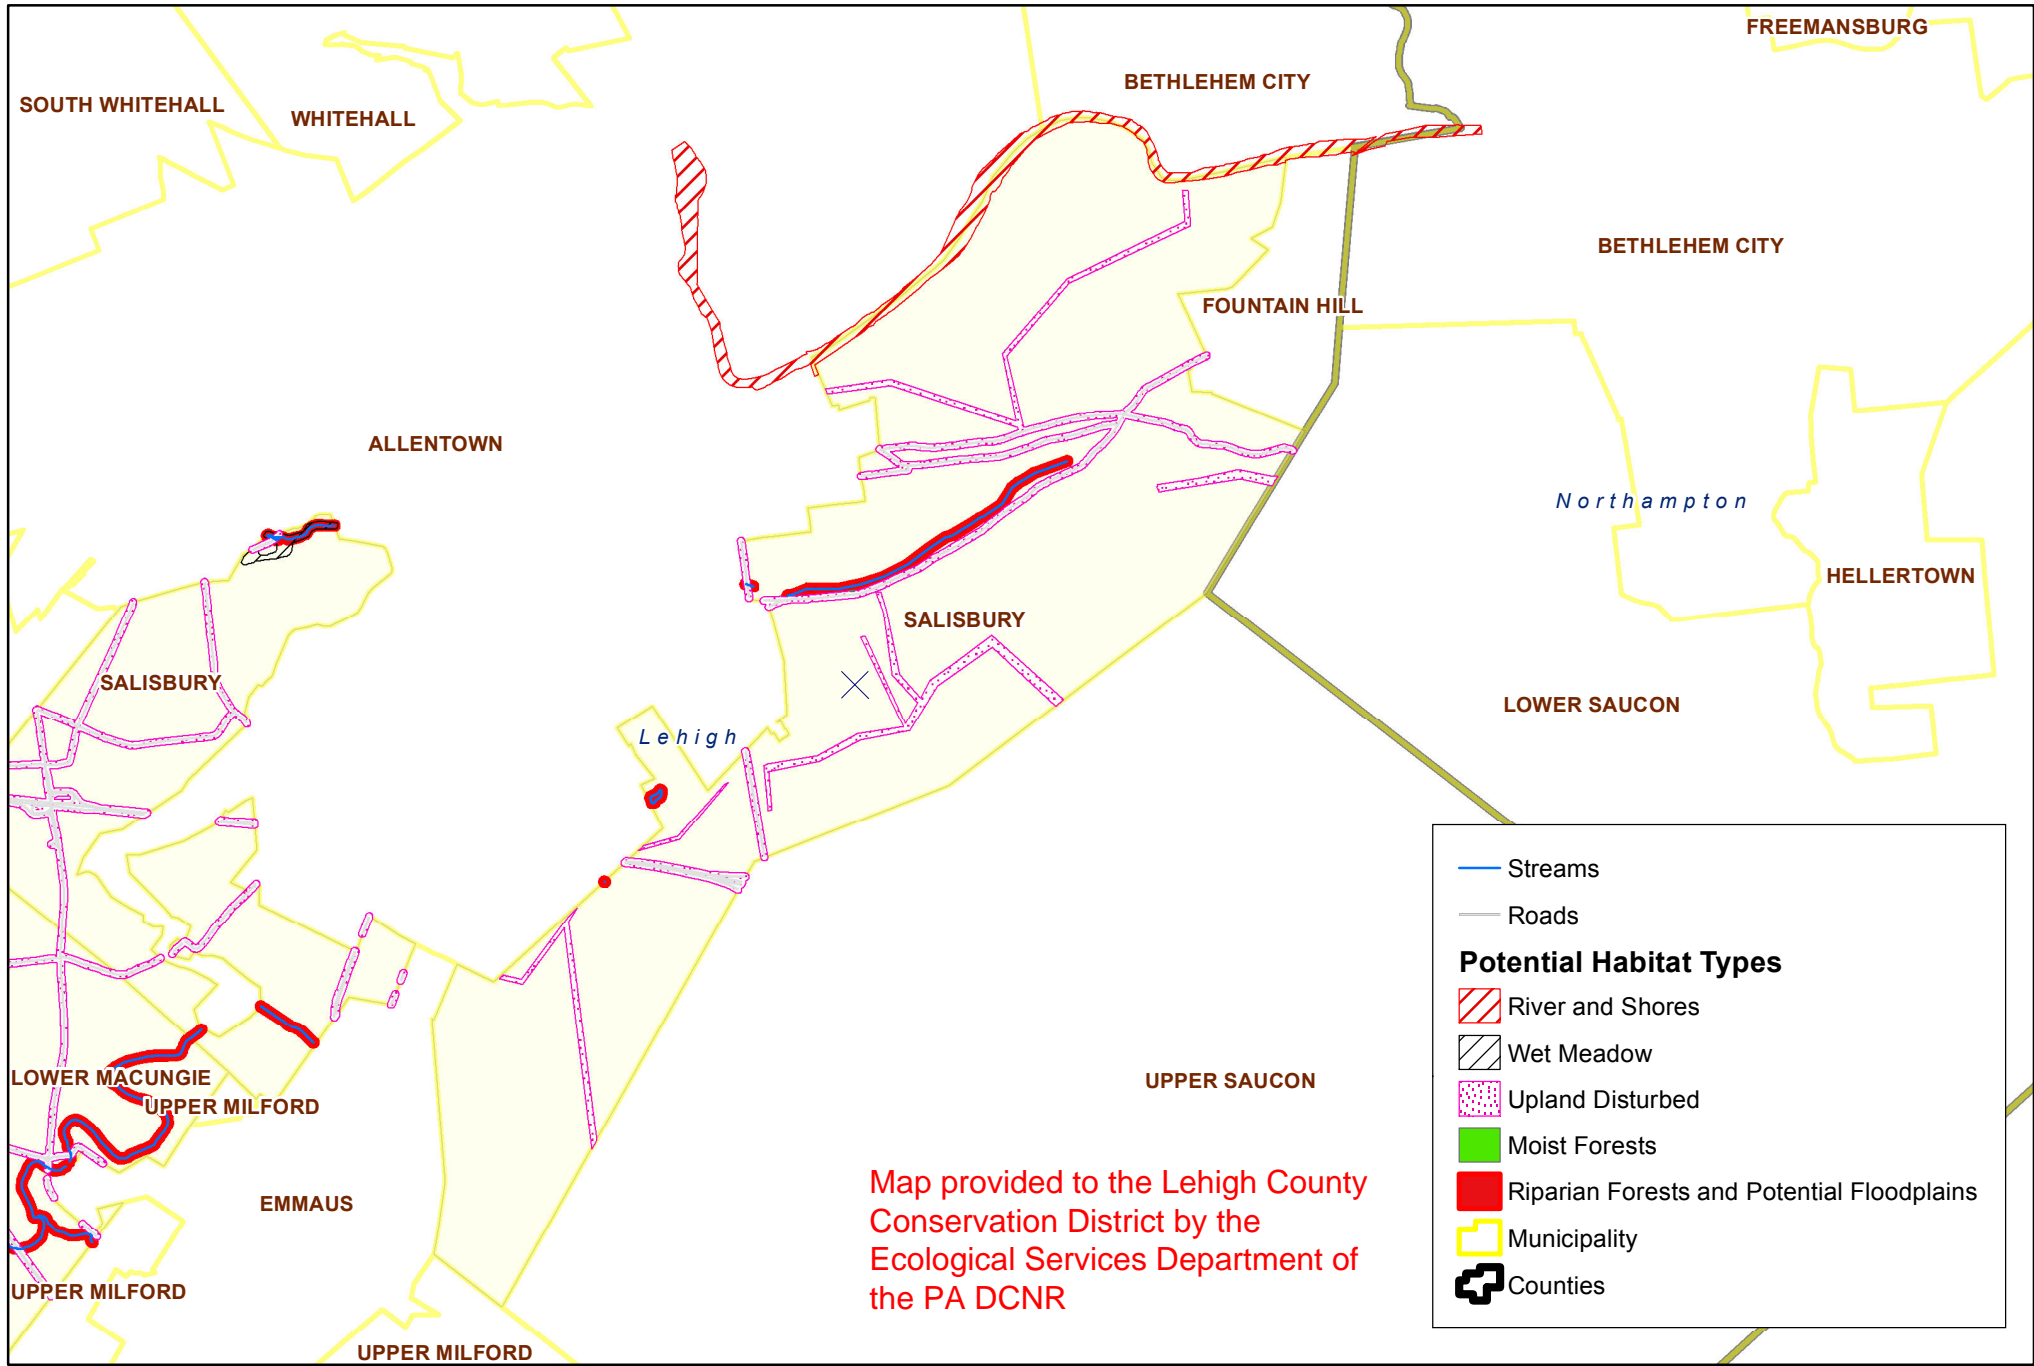 FREEMANSBURG
BETHLEHEM CITY
SOUTH WHITEHALL
WHITEHALL
BETHLEHEM CITY
FOUNTAIN HILL
ALLENTOWN
Northampton
HELLERTOWN
SALISBURY
SALISBURY
LOWER SAUCON
Lehigh
LOWER MACUNGIE
UPPER MILFORD
UPPER SAUCON
EMMAUS
UPPER MILFORD
UPPER MILFORD
Map provided to the Lehigh County
Conservation District by the
Ecological Services Department of
the PA DCNR
Streams
Roads
Potential Habitat Types
River and Shores
Wet Meadow
Upland Disturbed
Moist Forests
Riparian Forests and Potential Floodplains
Municipality
Counties